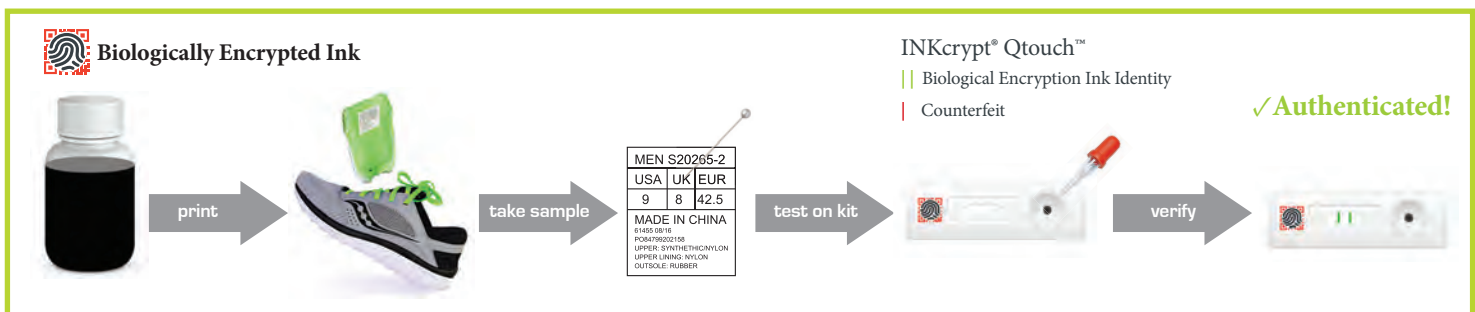 Biologically Encrypted Ink
INKcrypt® Qtouch™
|| Biological Encryption Ink Identity
| Counterfeit
✓Authenticated!
print
take sample
MEN S20265-2
USA UK EUR
9 8 42.5
MADE IN CHINA
61455 08/16
PO84799202158
UPPER: SYNTHETHIC/NYLON
UPPER LINING: NYLON
OUTSOLE: RUBBER
test on kit
verify